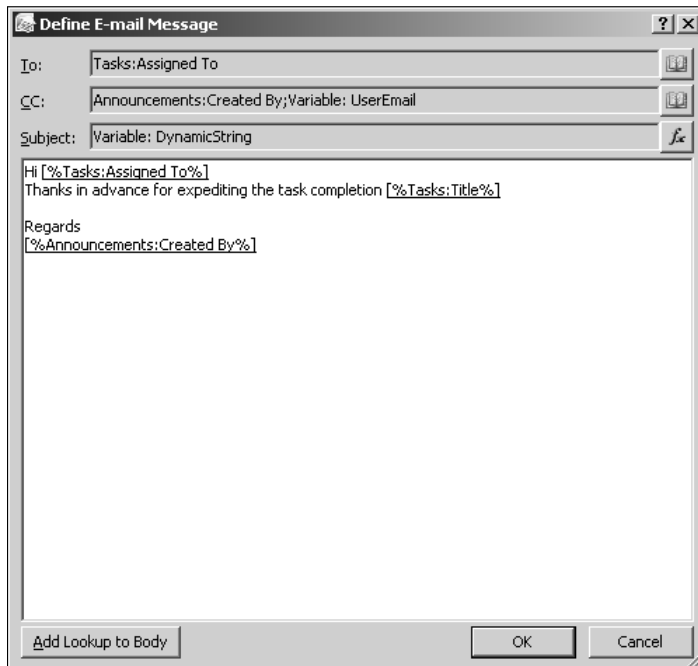 Define E-mail Message
? X
To: Tasks:Assigned To
CC: Announcements:Created By;Variable: UserEmail
Subject: Variable: DynamicString fx
Hi [%Tasks:Assigned To%]
Thanks in advance for expediting the task completion [%Tasks:Title%]
Regards
[%Announcements:Created By%]
Add Lookup to Body OK Cancel